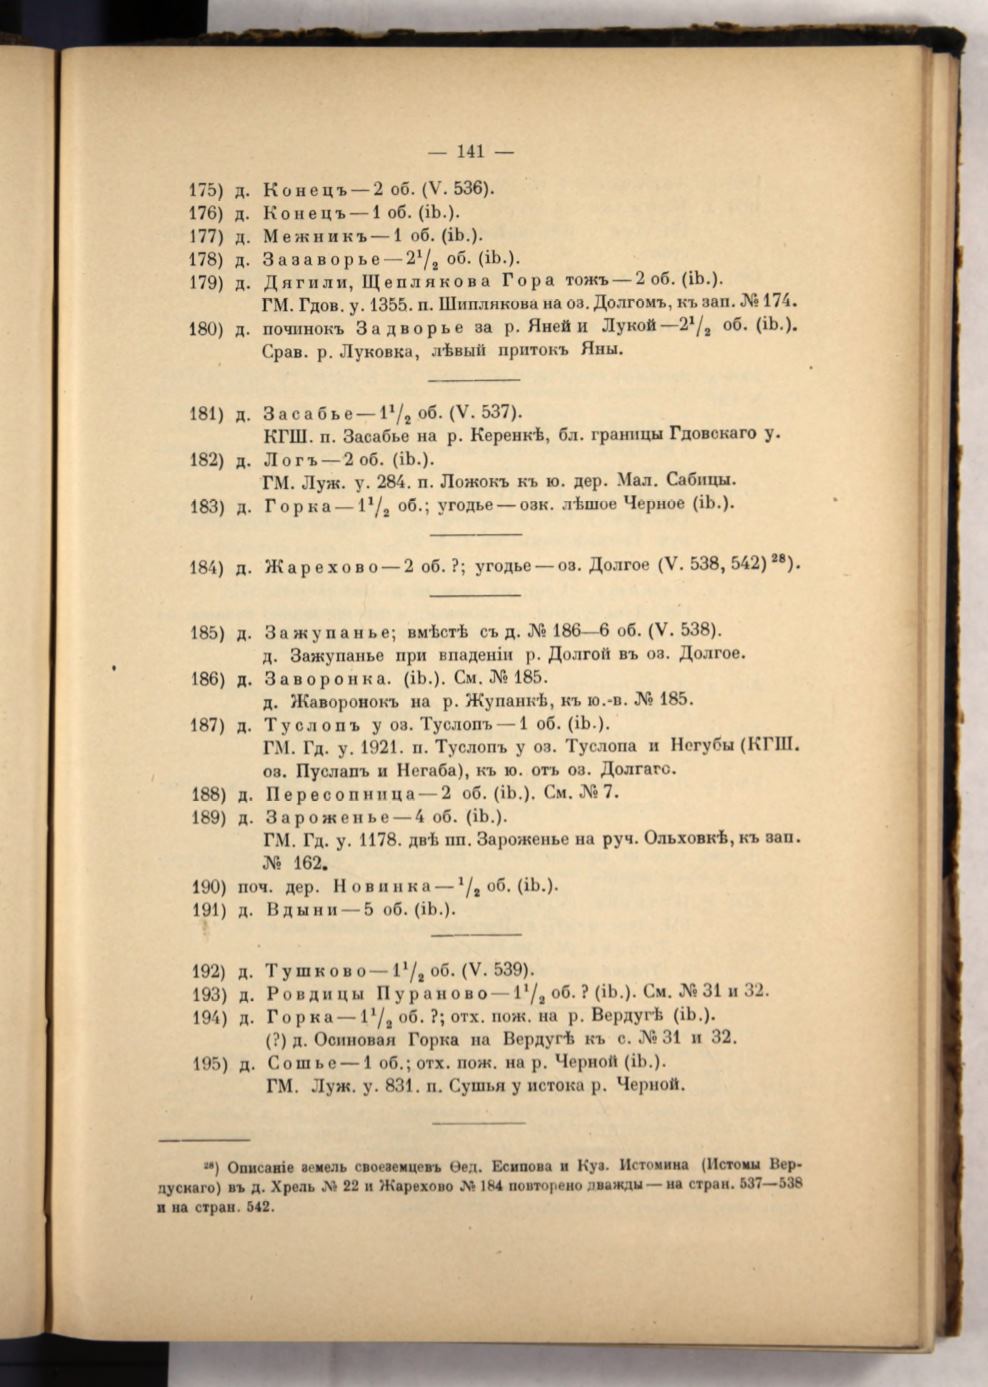 — 141 —
175) д. Конецъ—2 об. (V. 536).
176) д. Конецъ—1 об. (ib.).
177) д. Межникъ—1 об. (ib.).
178) д. Зазаворье—2¹/₂ об. (ib.).
179) д. Дягили, Щеплякова Гора тожъ—2 об. (ib.).
ГМ. Гдов. у. 1355. п. Шиплякова на оз. Долгомъ, къ зап. № 174.
180) д. починокъ Задворье за р. Яней и Лукой—2¹/₂ об. (ib.).
Срав. р. Луковка, лѣвый притокъ Яны.
181) д. Засабье—1¹/₂ об. (V. 537).
КГШ. п. Засабье на р. Керенкѣ, бл. границы Гдовскаго у.
182) д. Логъ—2 об. (ib.).
ГМ. Луж. у. 284. п. Ложокъ къ ю. дер. Мал. Сабицы.
183) д. Горка—1¹/₂ об.; угодье—озк. лѣшое Черное (ib.).
184) д. Жарехово—2 об. ?; угодье—оз. Долгое (V. 538, 542)²⁸).
185) д. Зажупанье; вмѣстѣ съ д. № 186—6 об. (V. 538).
д. Зажупанье при впаденіи р. Долгой въ оз. Долгое.
186) д. Заворонка. (ib.). См. № 185.
д. Жаворонокъ на р. Жупанкѣ, къ ю.-в. № 185.
187) д. Туслопъ у оз. Туслопъ—1 об. (ib.).
ГМ. Гд. у. 1921. п. Туслопъ у оз. Туслопа и Негубы (КГШ.
оз. Пуслапъ и Негаба), къ ю. отъ оз. Долгаго.
188) д. Пересопница—2 об. (ib.). См. № 7.
189) д. Зароженье—4 об. (ib.).
ГМ. Гд. у. 1178. двѣ пп. Зароженье на руч. Ольховкѣ, къ зап.
№ 162.
190) поч. дер. Новинка—¹/₂ об. (ib.).
191) д. Вдыни—5 об. (ib.).
192) д. Тушково—1¹/₂ об. (V. 539).
193) д. Ровдицы Пураново—1¹/₂ об. ? (ib.). См. № 31 и 32.
194) д. Горка—1¹/₂ об. ?; отх. пож. на р. Вердугѣ (ib.).
(?) д. Осиновая Горка на Вердугѣ къ с. № 31 и 32.
195) д. Сошье—1 об.; отх. пож. на р. Черной (ib.).
ГМ. Луж. у. 831. п. Сушья у истока р. Черной.
²⁸) Описаніе земель своеземцевъ Ѳед. Есипова и Куз. Истомина (Истомы Вер-
дускаго) въ д. Хрель № 22 и Жарехово № 184 повторено дважды—на стран. 537—538
и на стран. 542.